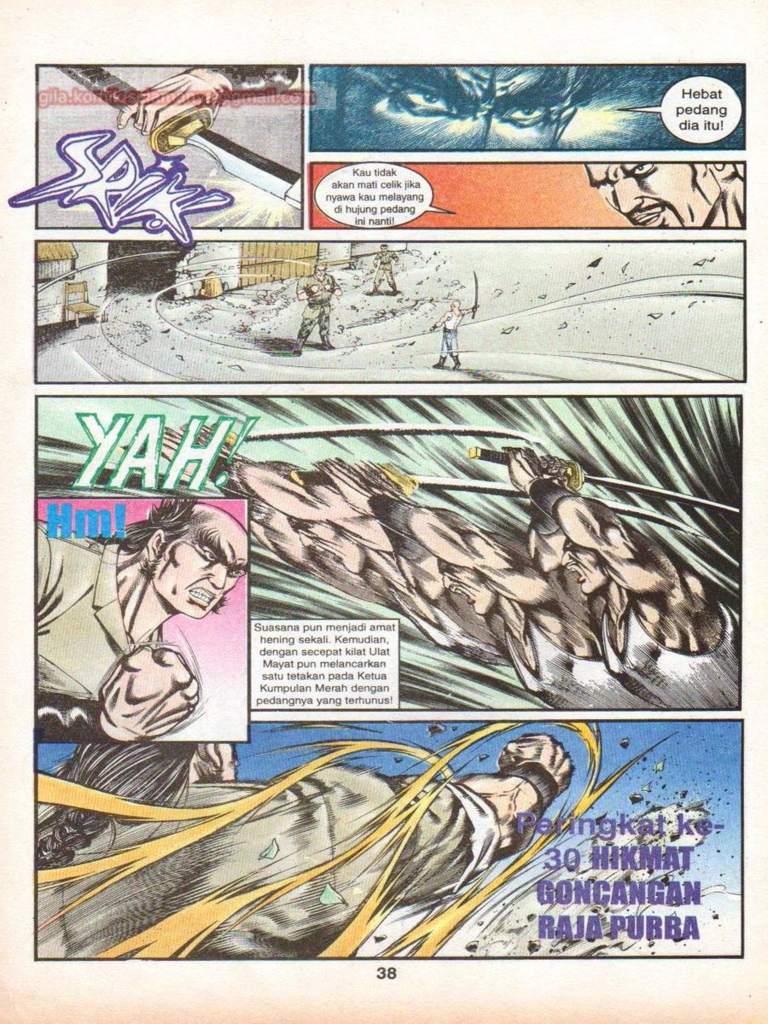 SPIK!
Hebat
pedang
dia itu!
Kau tidak
akan mati celik jika
nyawa kau melayang
di hujung pedang
ini nanti!
YAH!
Hm!
Suasana pun menjadi amat
hening sekali. Kemudian,
dengan secepat kilat Ulat
Mayat pun melancarkan
satu tetakan pada Ketua
Kumpulan Merah dengan
pedangnya yang terhunus!
Peringkat ke-
30 HIKMAT
GONCANGAN
RAJA PURBA
38